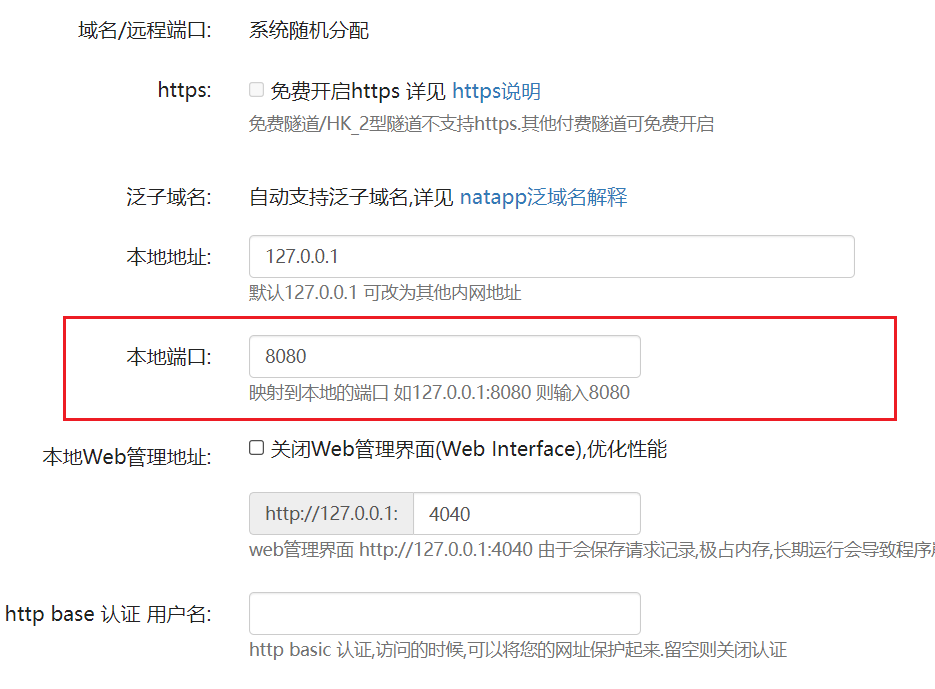 域名/远程端口: 系统随机分配
https: 免费开启https 详见 https说明
免费隧道/HK_2型隧道不支持https.其他付费隧道可免费开启
泛子域名: 自动支持泛子域名,详见 natapp泛域名解释
本地地址: 127.0.0.1
默认127.0.0.1 可改为其他内网地址
本地端口: 8080
映射到本地的端口 如127.0.0.1:8080 则输入8080
本地Web管理地址: 关闭Web管理界面(Web Interface),优化性能
http://127.0.0.1: 4040
web管理界面 http://127.0.0.1:4040 由于会保存请求记录,极占内存,长期运行会导致程序
http base 认证 用户名:
http basic 认证,访问的时候,可以将您的网址保护起来.留空则关闭认证